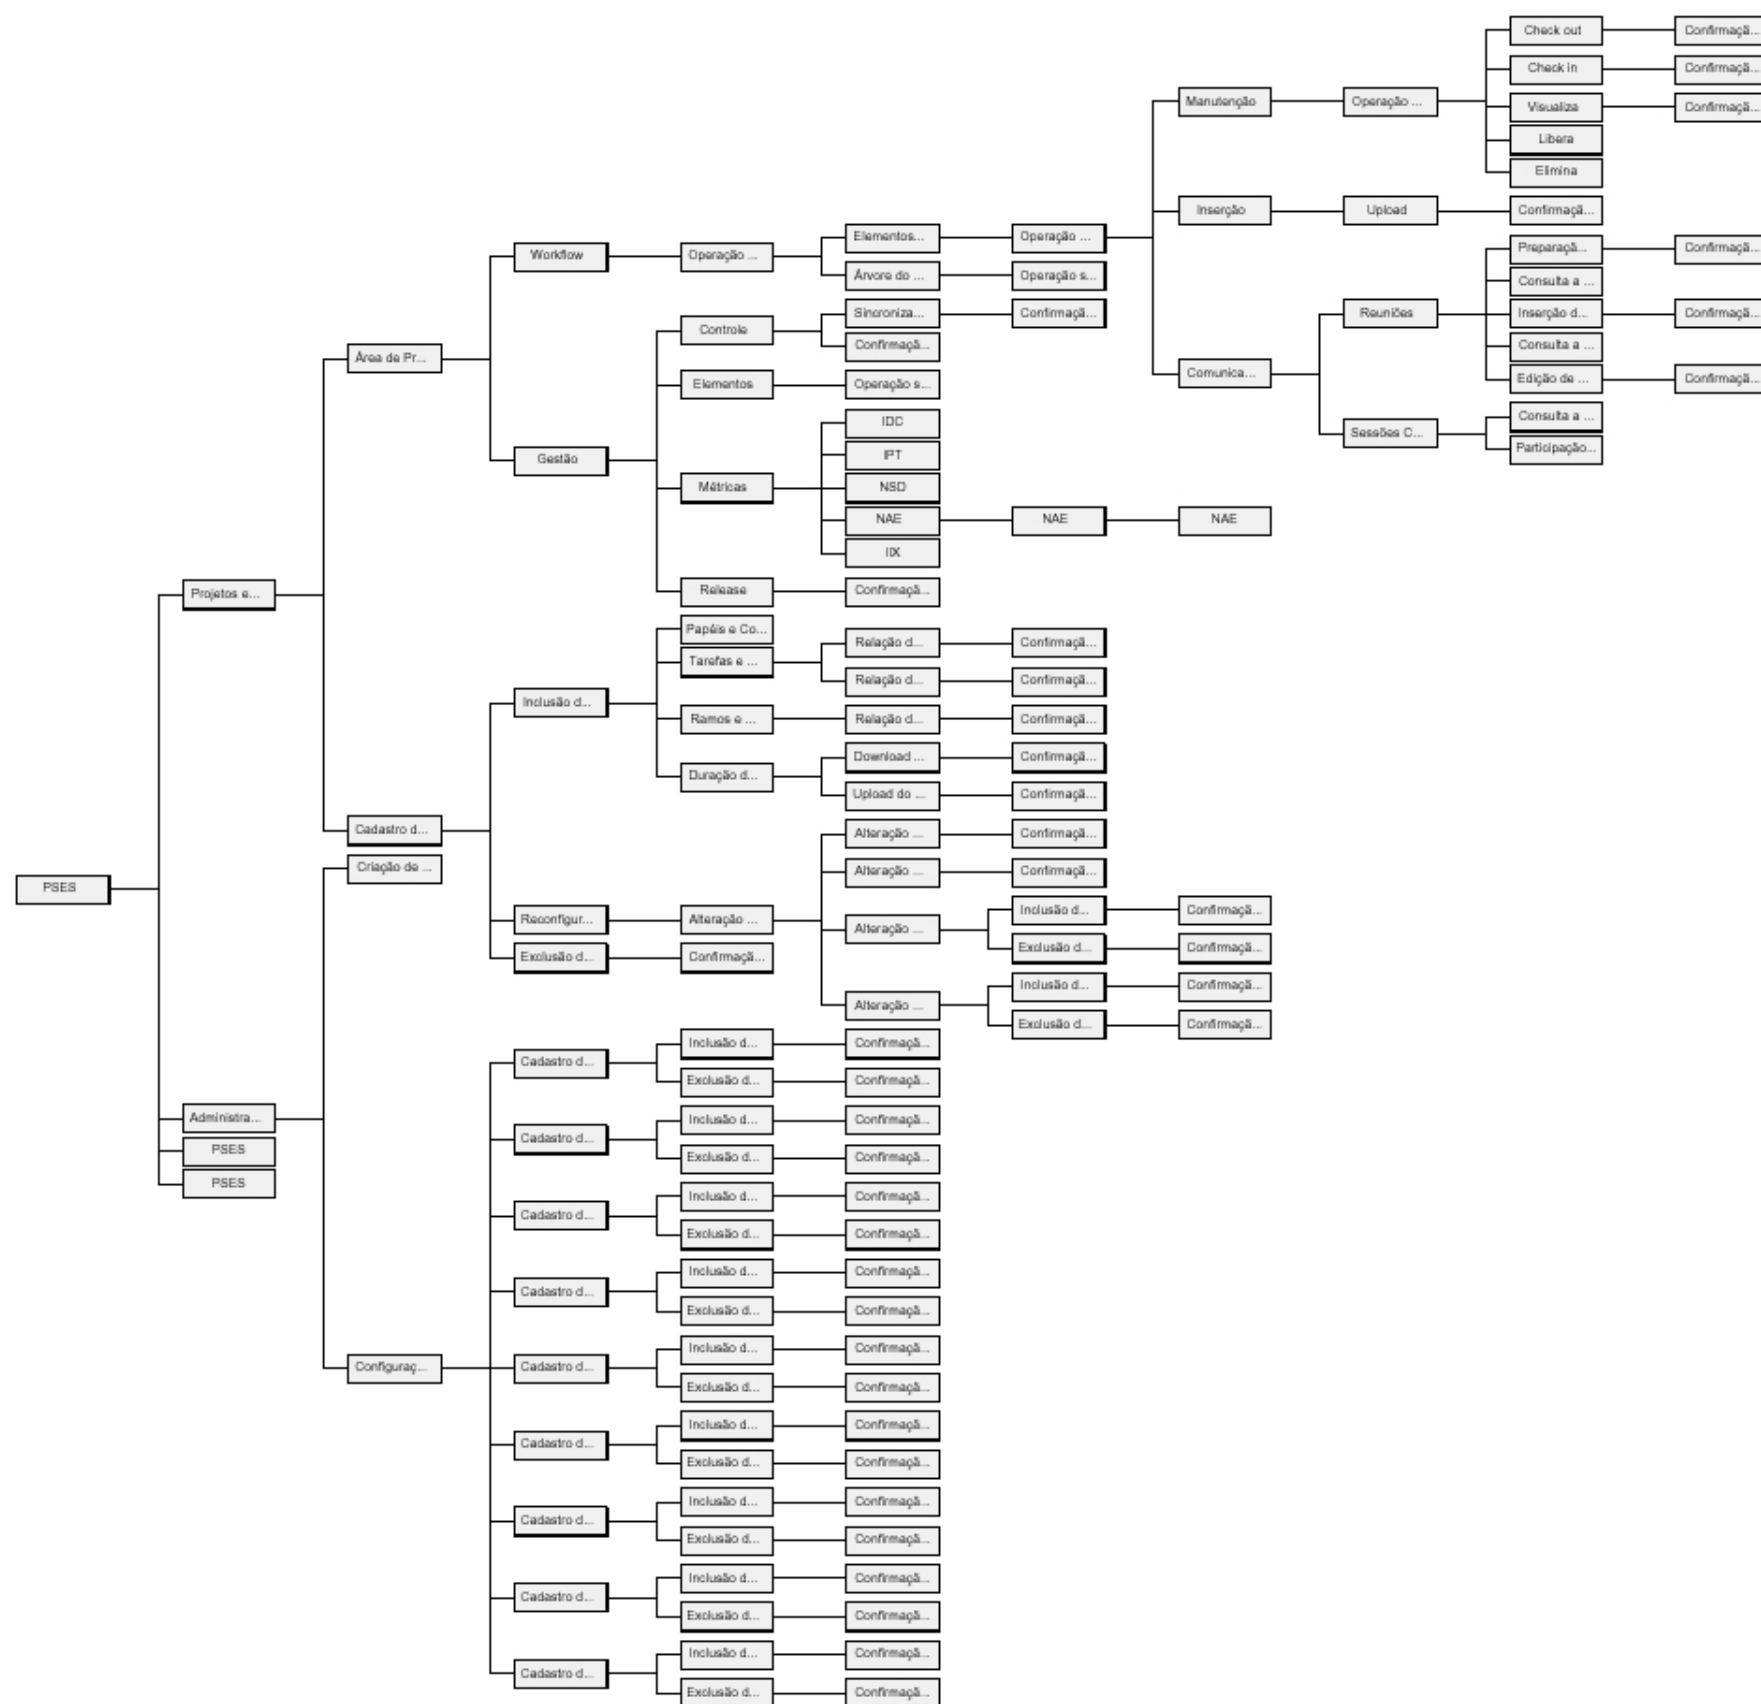 Check out
Confirmaçã...
Check in
Confirmaçã...
Manutenção
Operação ...
Visualiza
Confirmaçã...
Libera
Elimina
Inserção
Upload
Confirmaçã...
Workflow
Operação ...
Elementos...
Operação ...
Árvore do ...
Operação s...
Preparaçã...
Confirmaçã...
Consulta a ...
Reuniões
Inserção d...
Confirmaçã...
Consulta a ...
Comunica...
Edição de ...
Confirmaçã...
Sessões C...
Consulta a ...
Participação...
Área de Pr...
Controle
Sincroniza...
Confirmaçã...
Confirmaçã...
Elementos
Operação s...
Gestão
Métricas
IDC
IPT
NSD
NAE
NAE
NAE
IIX
Release
Confirmaçã...
Projetos e...
Papéis e Co...
Tarefas e ...
Relação d...
Confirmaçã...
Relação d...
Confirmaçã...
Inclusão d...
Ramos e ...
Relação d...
Confirmaçã...
Duração d...
Download ...
Confirmaçã...
Upload do ...
Confirmaçã...
Cadastro d...
Criação de ...
PSES
Alteração ...
Confirmaçã...
Alteração ...
Confirmaçã...
Reconfigur...
Alteração ...
Alteração ...
Inclusão d...
Confirmaçã...
Exclusão d...
Confirmaçã...
Exclusão d...
Confirmaçã...
Alteração ...
Inclusão d...
Confirmaçã...
Exclusão d...
Confirmaçã...
Administra...
PSES
PSES
Configuraç...
Cadastro d...
Inclusão d...
Confirmaçã...
Exclusão d...
Confirmaçã...
Cadastro d...
Inclusão d...
Confirmaçã...
Exclusão d...
Confirmaçã...
Cadastro d...
Inclusão d...
Confirmaçã...
Exclusão d...
Confirmaçã...
Cadastro d...
Inclusão d...
Confirmaçã...
Exclusão d...
Confirmaçã...
Cadastro d...
Inclusão d...
Confirmaçã...
Exclusão d...
Confirmaçã...
Cadastro d...
Inclusão d...
Confirmaçã...
Exclusão d...
Confirmaçã...
Cadastro d...
Inclusão d...
Confirmaçã...
Exclusão d...
Confirmaçã...
Cadastro d...
Inclusão d...
Confirmaçã...
Exclusão d...
Confirmaçã...
Cadastro d...
Inclusão d...
Confirmaçã...
Exclusão d...
Confirmaçã...